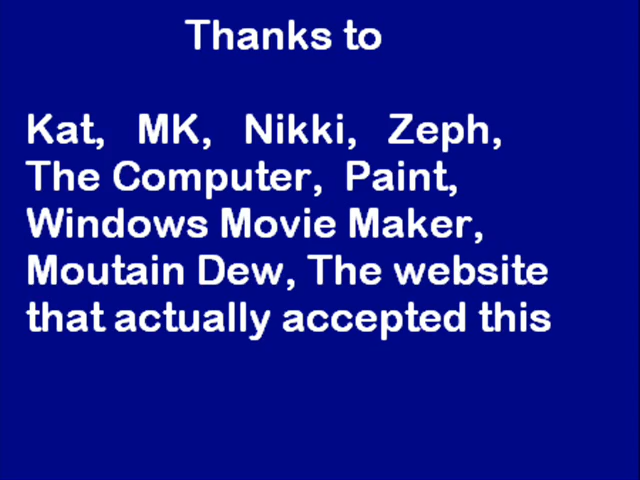 Thanks to
Kat, MK, Nikki, Zeph,
The Computer, Paint,
Windows Movie Maker,
Moutain Dew, The website
that actually accepted this